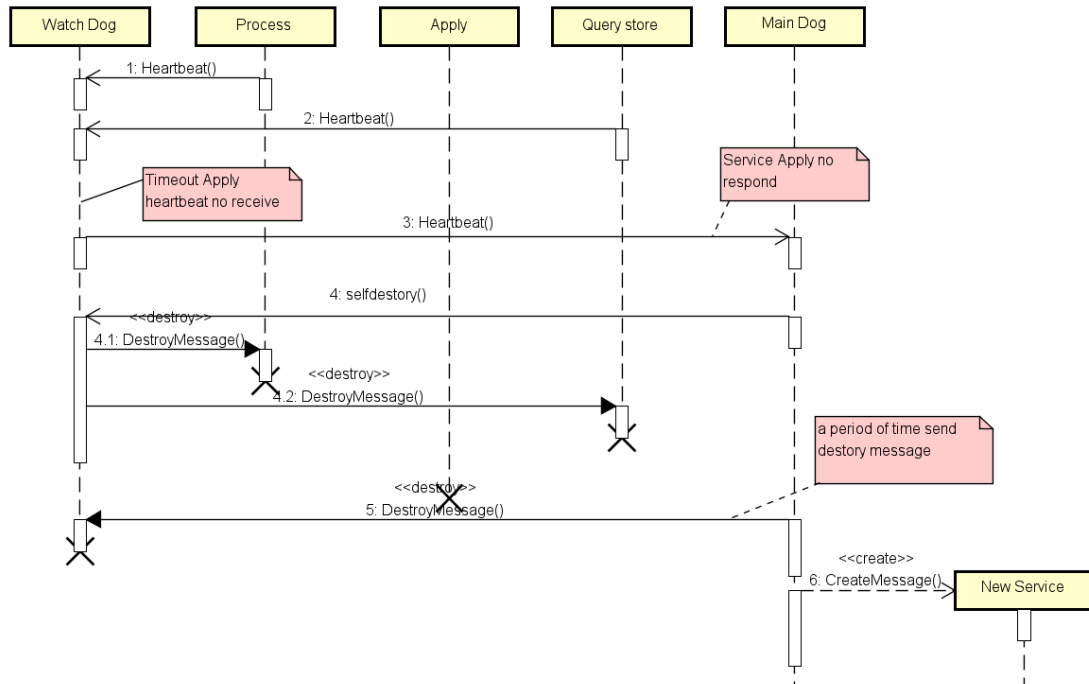 Watch Dog
Process
Apply
Query store
Main Dog
1: Heartbeat()
2: Heartbeat()
Service Apply no
respond
Timeout Apply
heartbeat no receive
3: Heartbeat()
4: selfdestory()
<<destroy>>
4.1: DestroyMessage()
<<destroy>>
4.2: DestroyMessage()
a period of time send
destory message
<<destroy>>
5: DestroyMessage()
<<create>>
6: CreateMessage()
New Service